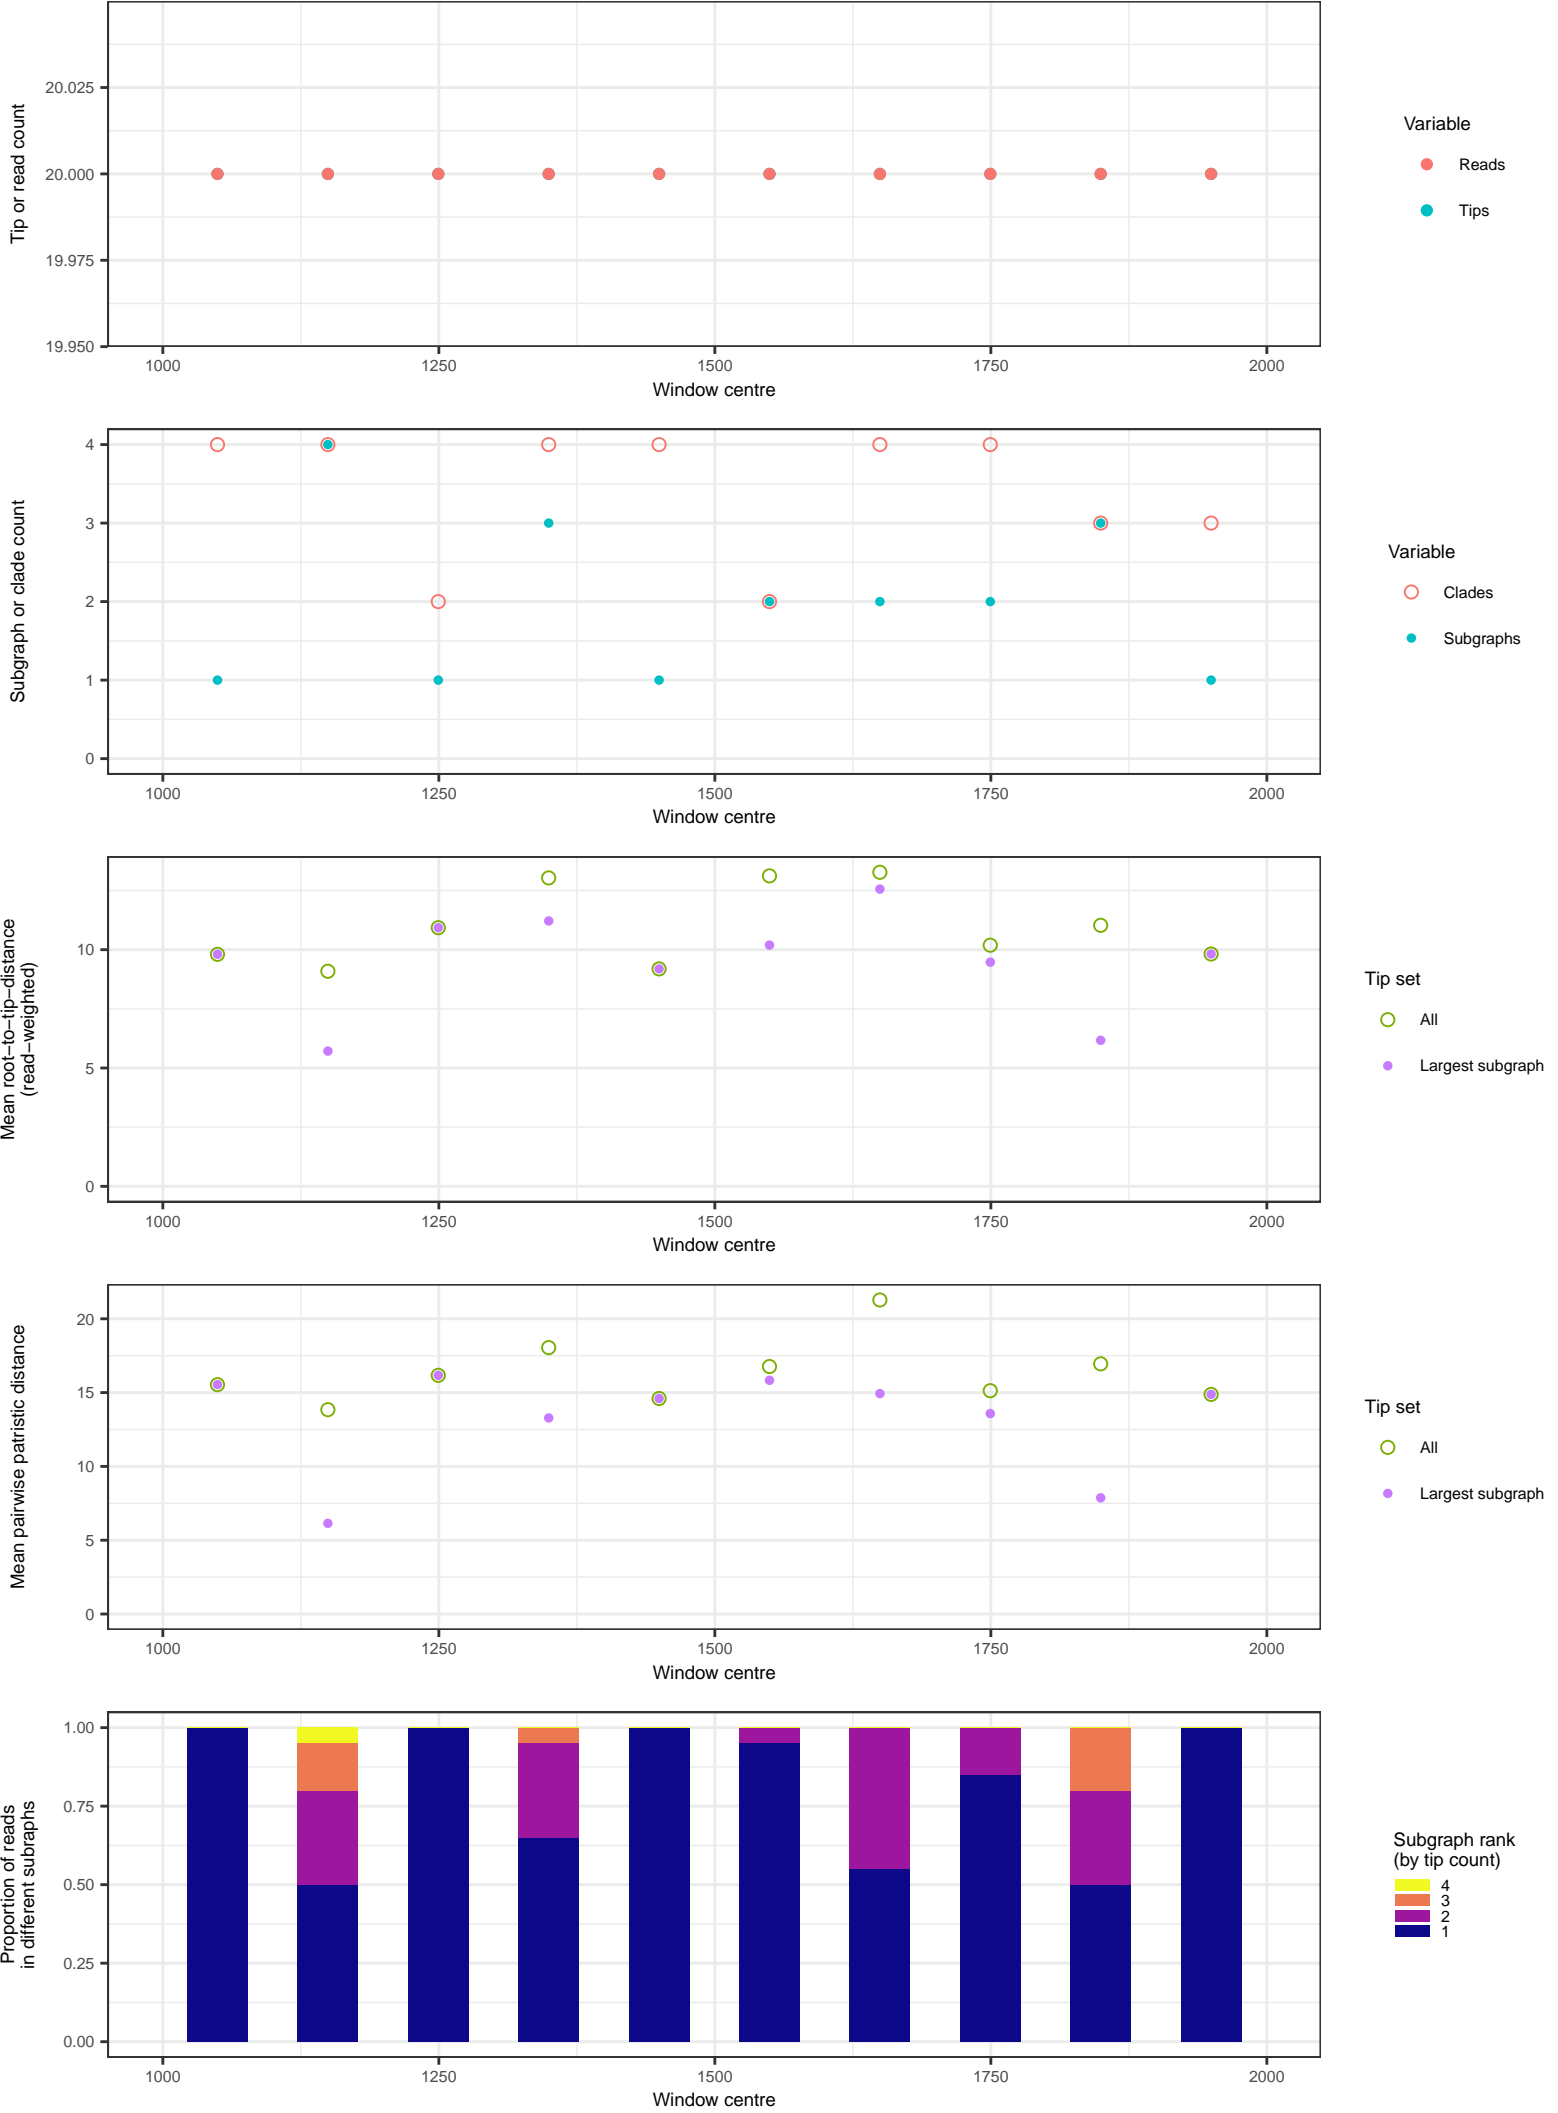 Tip or read count
20.025
20.000
19.975
19.950
1000 1250 1500 1750 2000
Window centre
Variable
Reads
Tips
Subgraph or clade count
4
3
2
1
0
1000 1250 1500 1750 2000
Window centre
Variable
Clades
Subgraphs
Mean root−to−tip−distance
(read−weighted)
10
5
0
1000 1250 1500 1750 2000
Window centre
Tip set
All
Largest subgraph
Mean pairwise patristic distance
20
15
10
5
0
1000 1250 1500 1750 2000
Window centre
Tip set
All
Largest subgraph
Proportion of reads
in different subraphs
1.00
0.75
0.50
0.25
0.00
1000 1250 1500 1750 2000
Window centre
Subgraph rank
(by tip count)
4
3
2
1